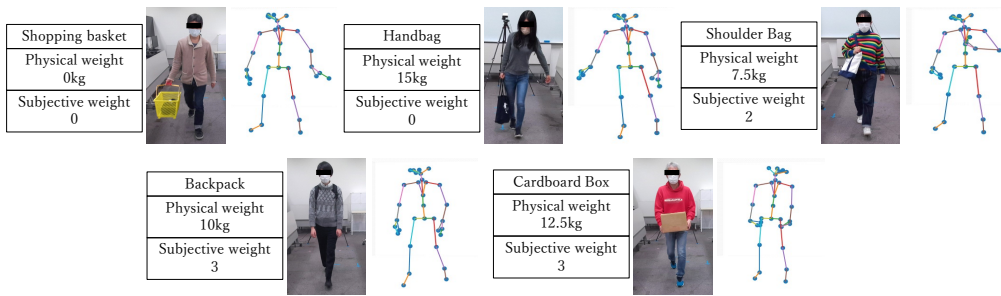 Shopping basket
Physical weight
0kg
Subjective weight
0
Handbag
Physical weight
15kg
Subjective weight
0
Shoulder Bag
Physical weight
7.5kg
Subjective weight
2
Backpack
Physical weight
10kg
Subjective weight
3
Cardboard Box
Physical weight
12.5kg
Subjective weight
3